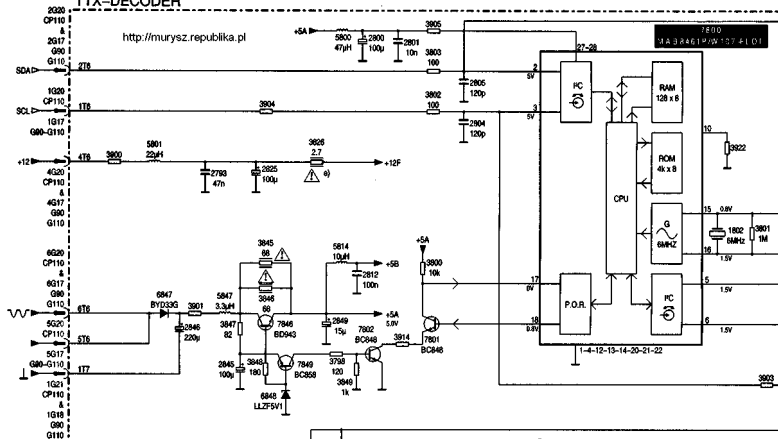 TTX-DECODER
2G20
CP110
&
2G17
G90
G110
http://murysz.republika.pl
+5A
5800
47µH
2800
100µ
2801
10n
3905
27-28
7800
SDA
2T6
3803
100
2
5V
2805
120p
I²C
RAM
128 x 8
1G20
CP110
&
1G17
G90-G110
SCL
1T6
3904
3802
100
3
5V
2804
120p
10
3922
ROM
4k x 8
CPU
+12
4T6
3900
5801
22µH
2793
47n
2825
100µ
3826
2.7
+12F
4G20
CP110
&
4G17
G90
G110
G
6MHZ
15
0.8V
16
1.5V
1802
6MHz
3801
1M
6G20
CP110
&
6G17
G90
G110
6T6
6847
BYD33G
3901
2846
220µ
5847
3.3µH
3845
68
3846
68
3847
82
7846
BD943
5814
10µH
+5B
2812
100n
+5A
5.0V
2849
15µ
+5A
3800
10k
17
0V
18
0.8V
P.O.R.
I²C
5
1.5V
6
1.5V
5G20
CP110
5T6
&
5G17
G90-G110
1T7
2845
100µ
3848
180
7849
BC858
6848
LLZF5V1
3798
120
3849
1k
7802
BC848
3914
7801
BC848
1-4-12-13-14-20-21-22
3903
1G21
CP110
&
1G18
G90
G110